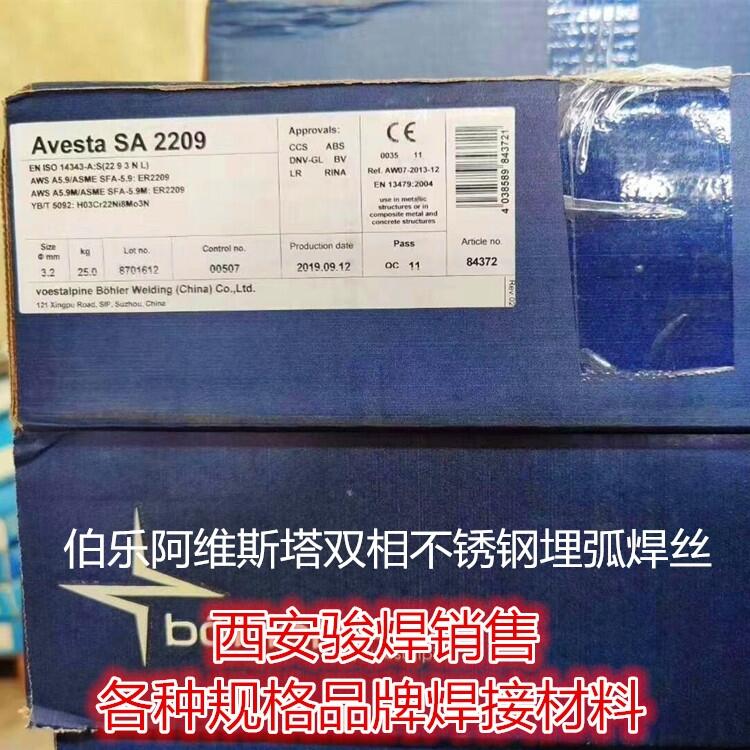 Avesta SA 2209
EN ISO 14343-A:S(22 9 3 N L)
AWS A5.9/ASME SFA-5.9: ER2209
AWS A5.9M/ASME SFA-5.9M: ER2209
YB/T 5092: H03Cr22Ni8Mo3N
Approvals:
CCS ABS
DNV-GL BV
LR RINA
CE
0035 11
Ref. AW07-2013-12
EN 13479:2004
use in metallic
structures or in
composite metal and
concrete structures
4 038589 843721
Size
Φ mm
kg
Lot no.
Control no.
Production date
Pass
Article no.
3.2
25.0
8701612
00507
2019.09.12
QC 11
84372
voestalpine Böhler Welding (China) Co.,Ltd.
121 Xingpu Road, SIP, Suzhou, China
Rev 02
伯乐阿维斯塔双相不锈钢埋弧焊丝
西安骏焊销售
各种规格品牌焊接材料